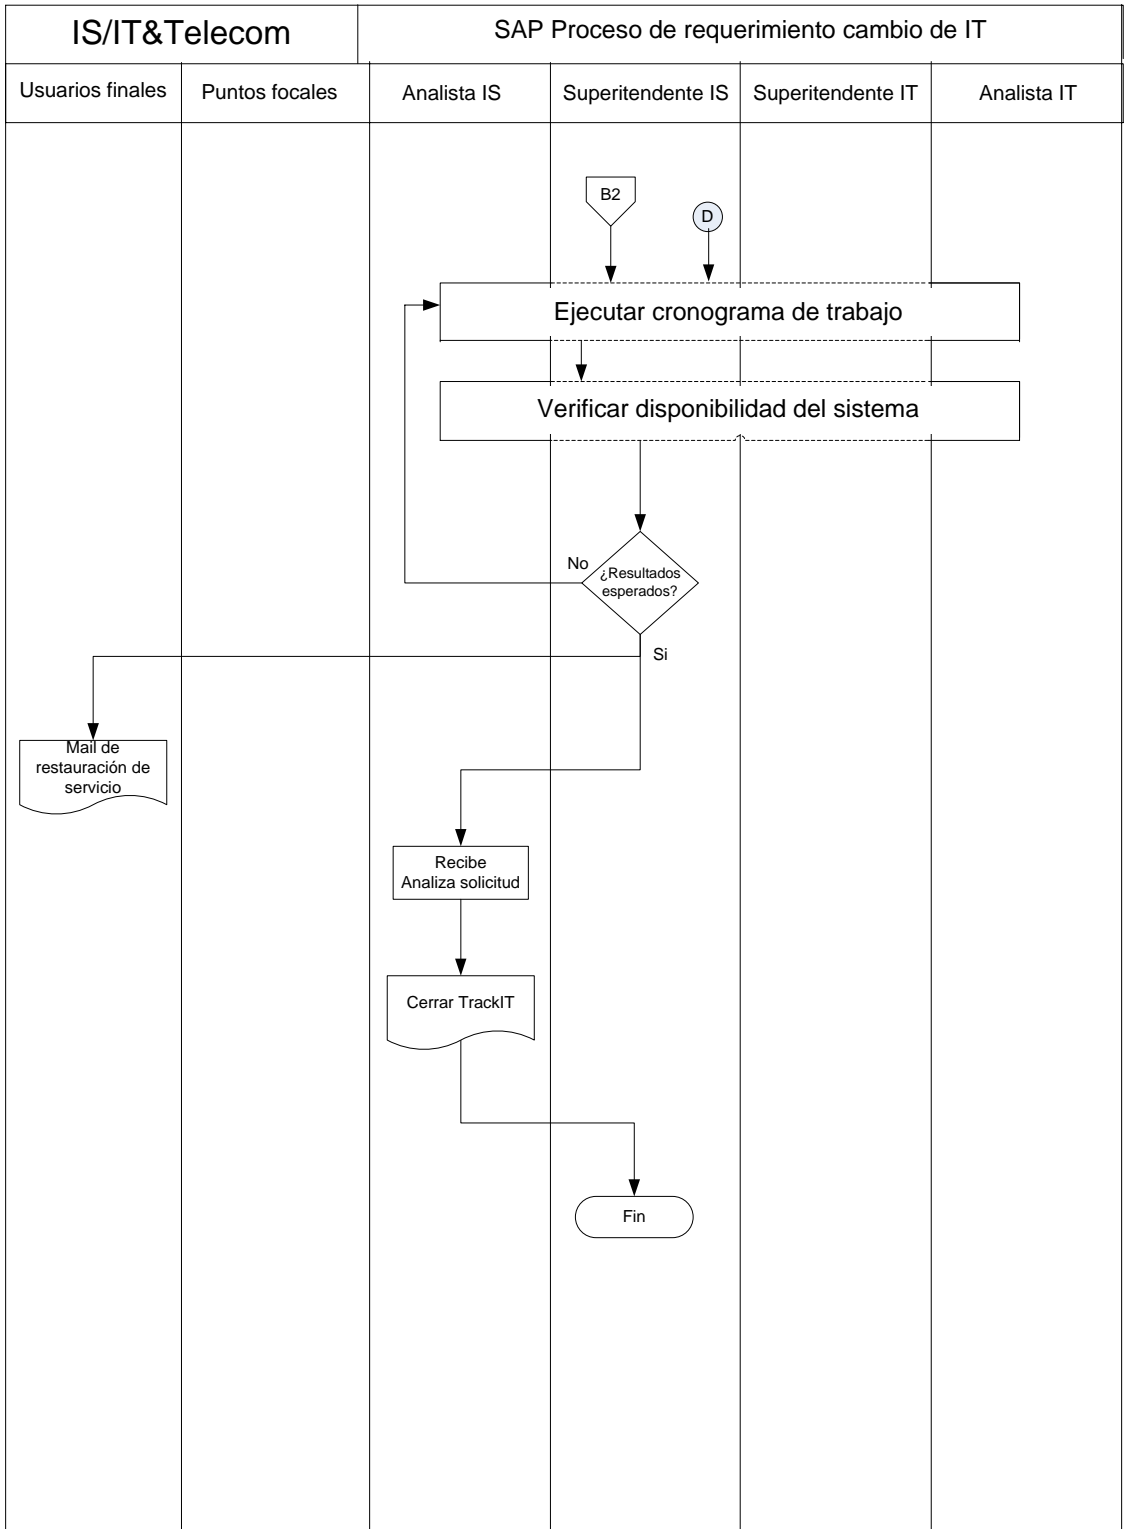 IS/IT&Telecom
SAP Proceso de requerimiento cambio de IT
Usuarios finales
Puntos focales
Analista IS
Superitendente IS
Superitendente IT
Analista IT
B2
D
Ejecutar cronograma de trabajo
Verificar disponibilidad del sistema
No
¿Resultados
esperados?
Si
Mail de
restauración de
servicio
Recibe
Analiza solicitud
Cerrar TrackIT
Fin